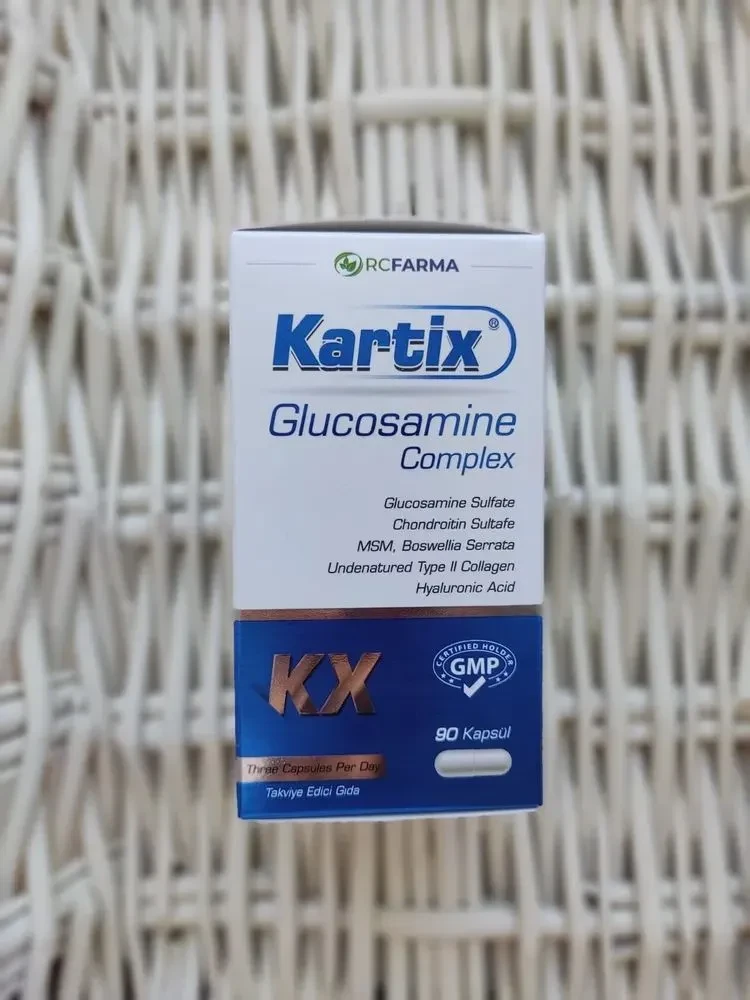 RCFARMA
Kartix®
Glucosamine
Complex
Glucosamine Sulfate
Chondroitin Sultafe
MSM, Boswellia Serrata
Undenatured Type II Collagen
Hyaluronic Acid
KX
CERTIFIED HOLDER
GMP
90 Kapsül
Three Capsules Per Day
Takviye Edici Gıda